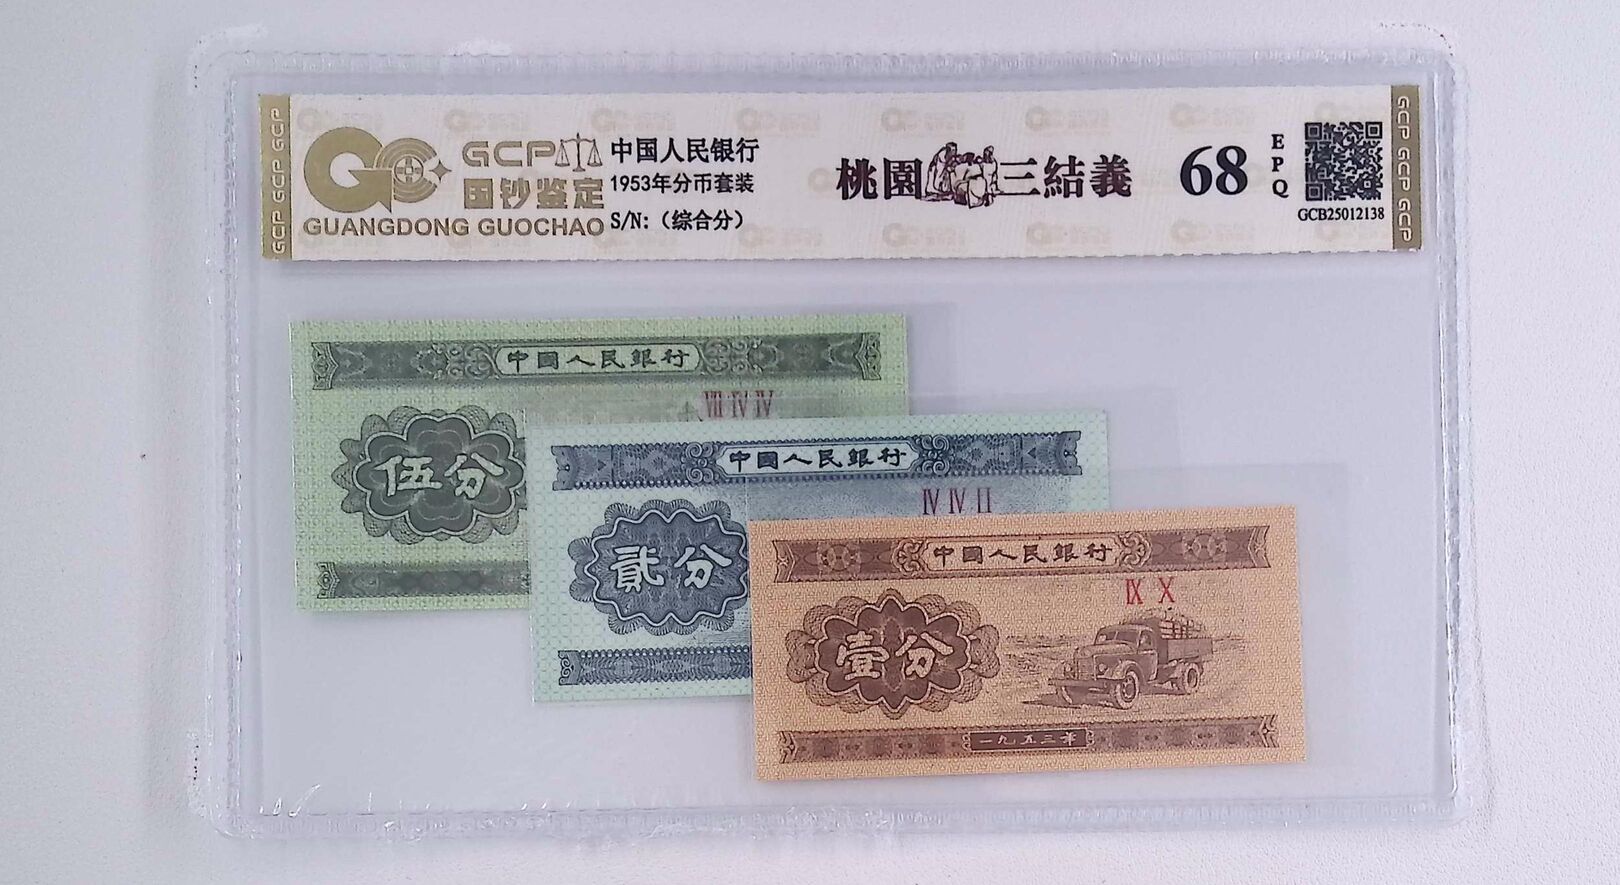 GCP GCP GCP
GCP
国钞鉴定
GUANGDONG GUOCHAO
中国人民银行
1953年分币套装
S/N:（综合分）
桃園三結義
68
EPQ
GCB25012138
GCP GCP GCP
中國人民銀行
VII IV IV
伍分
中國人民銀行
IV IV II
貳分
中國人民銀行
IX X
壹分
一九五三年